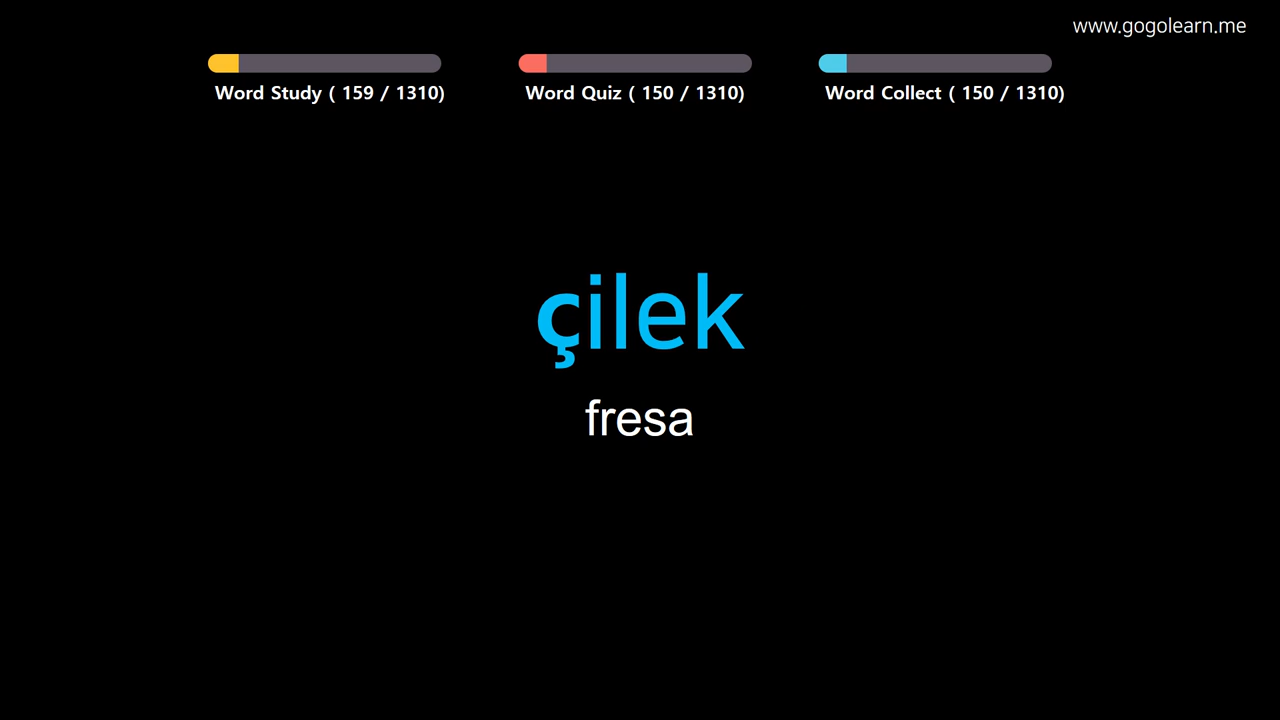 www.gogolearn.me
Word Study ( 159 / 1310)
Word Quiz ( 150 / 1310)
Word Collect ( 150 / 1310)
çilek
fresa